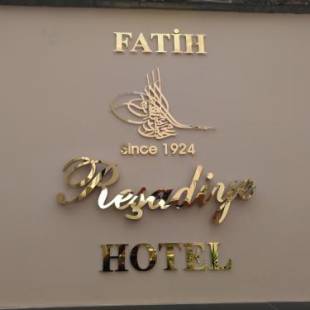 FATİH
since 1924
Reşadiye
HOTEL